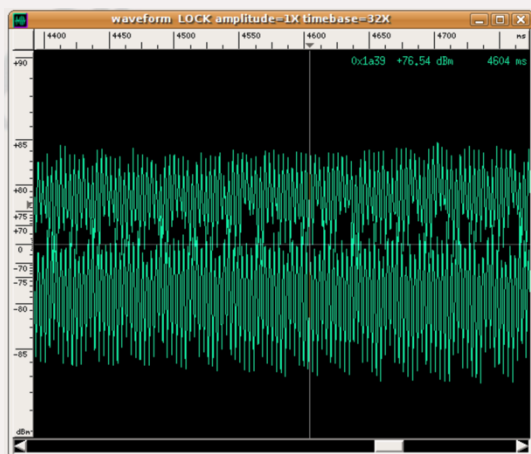 waveform LOCK amplitude=1X timebase=32X
4400 4450 4500 4550 4600 4650 4700 ms
0x1a39 +76.54 dBm 4604 ms
+90
+85
+80
+75
+70
0
-70
-75
-80
-85
dBm